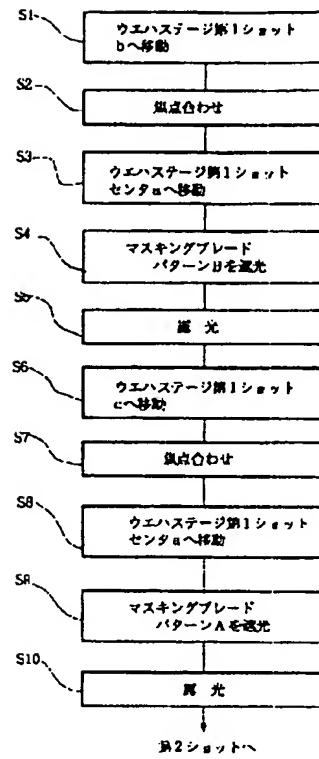 S1
ウエハステージ第1ショット
bへ移動
S2
焦点合わせ
S3
ウエハステージ第1ショット
センタaへ移動
S4
マスキングブレード
パターンBを遮光
S5
露 光
S6
ウエハステージ第1ショット
cへ移動
S7
焦点合わせ
S8
ウエハステージ第1ショット
センタaへ移動
S9
マスキングブレード
パターンAを遮光
S10
露 光
第2ショットへ